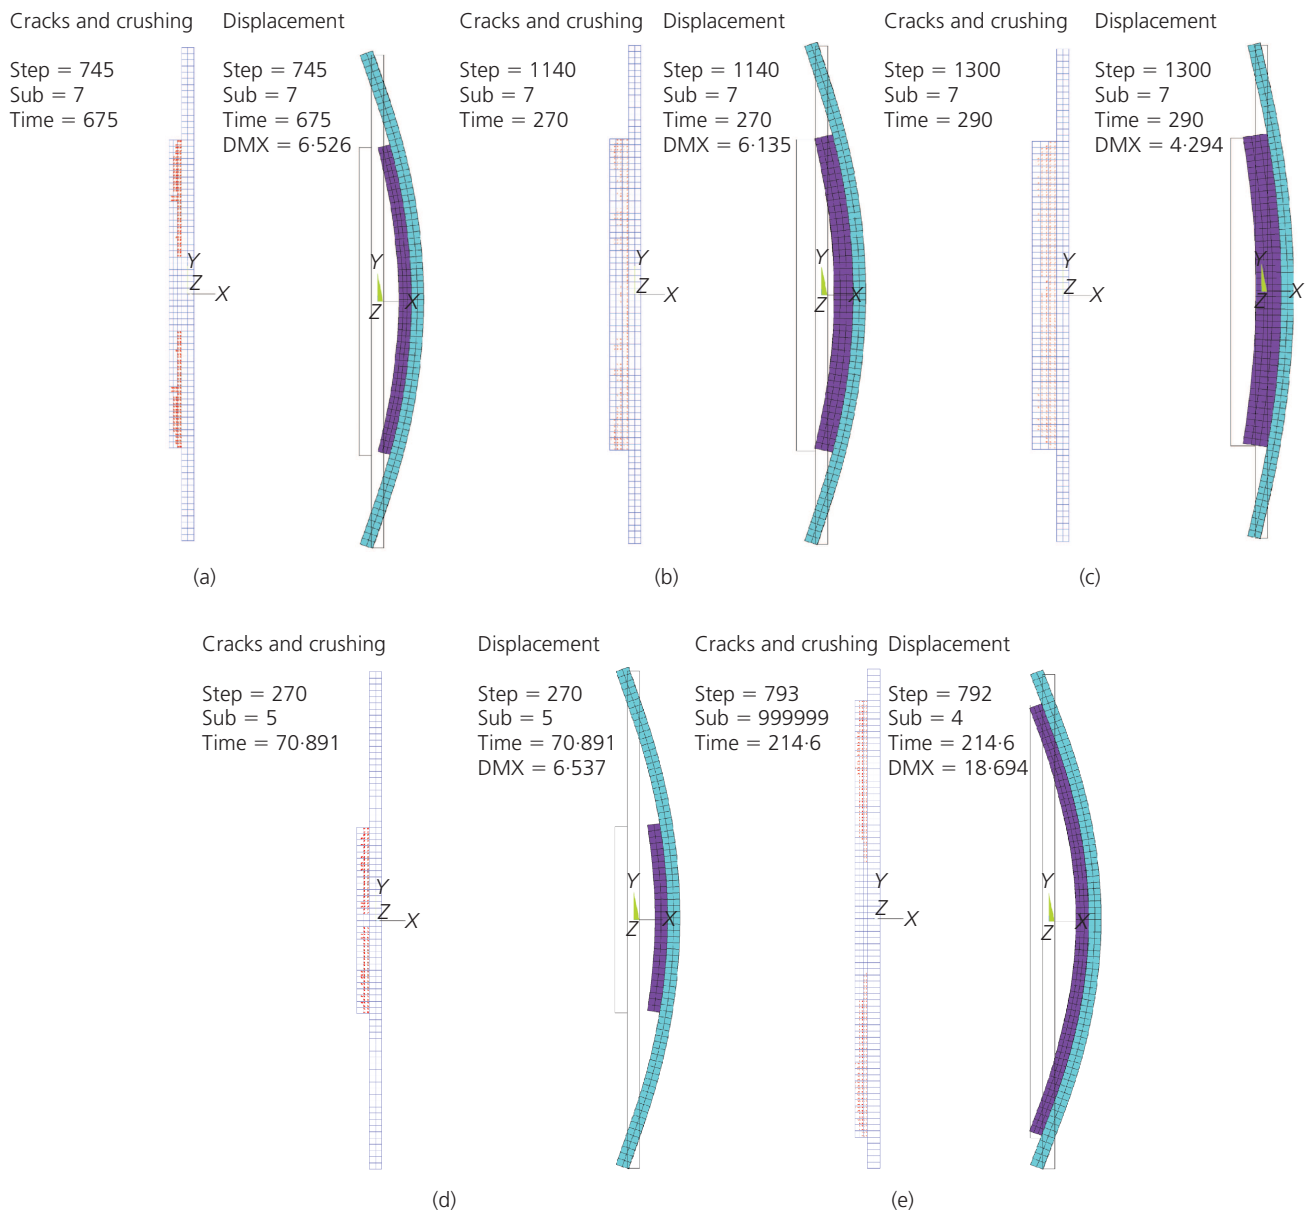 Cracks and crushing
Step = 745
Sub = 7
Time = 675
Y
Z
X
Displacement
Step = 745
Sub = 7
Time = 675
DMX = 6·526
Y
X
Z
(a)
Cracks and crushing
Step = 1140
Sub = 7
Time = 270
Y
Z
X
Displacement
Step = 1140
Sub = 7
Time = 270
DMX = 6·135
Y
X
Z
(b)
Cracks and crushing
Step = 1300
Sub = 7
Time = 290
Y
Z
X
Displacement
Step = 1300
Sub = 7
Time = 290
DMX = 4·294
Y
X
Z
(c)
Cracks and crushing
Step = 270
Sub = 5
Time = 70·891
Y
Z
X
Displacement
Step = 270
Sub = 5
Time = 70·891
DMX = 6·537
Y
X
Z
(d)
Cracks and crushing
Step = 793
Sub = 999999
Time = 214·6
Y
Z
X
Displacement
Step = 792
Sub = 4
Time = 214·6
DMX = 18·694
Y
X
Z
(e)